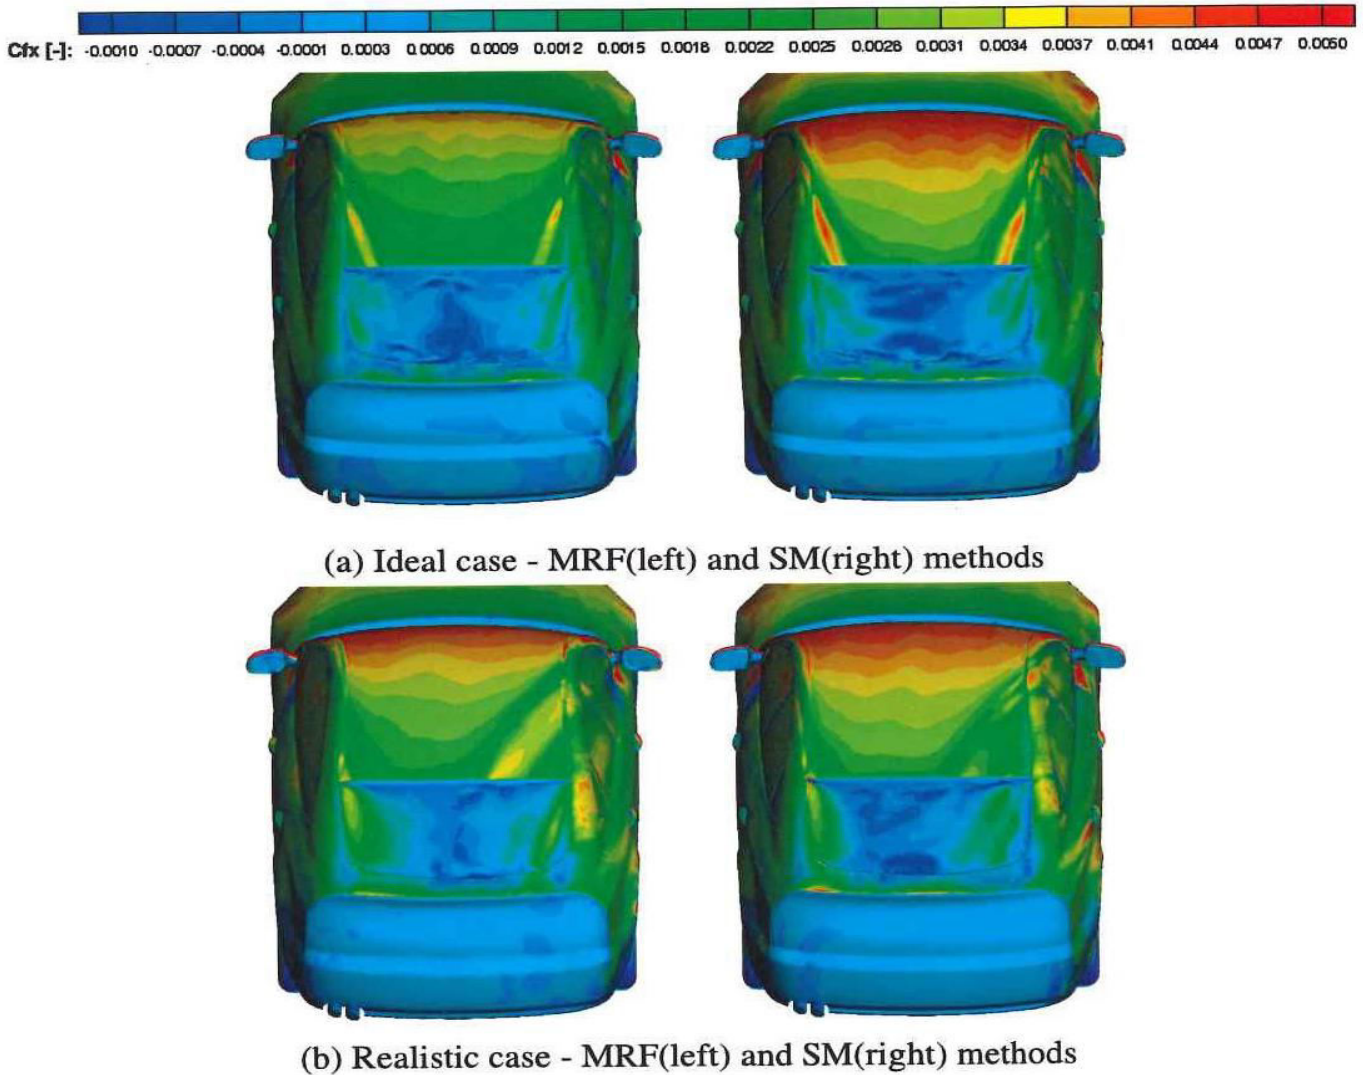 Cfx [-]: -0.0010 -0.0007 -0.0004 -0.0001 0.0003 0.0006 0.0009 0.0012 0.0015 0.0018 0.0022 0.0025 0.0028 0.0031 0.0034 0.0037 0.0041 0.0044 0.0047 0.0050
(a) Ideal case - MRF(left) and SM(right) methods
(b) Realistic case - MRF(left) and SM(right) methods